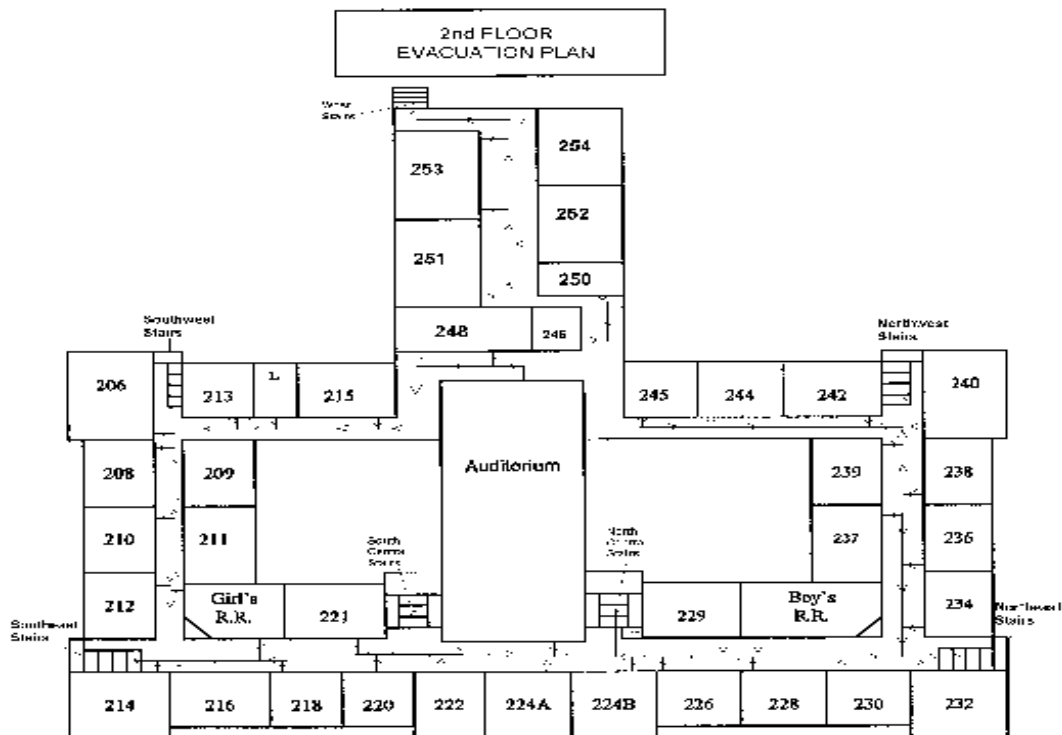 2nd FLOOR
EVACUATION PLAN
West
Stairs
254
253
252
251
250
Southwest
Stairs
248
246
Northwest
Stairs
206
213
L
215
245
244
242
240
Auditorium
208
209
239
238
210
211
237
236
South
Central
Stairs
North
Central
Stairs
212
Girl's
R.R.
221
229
Boy's
R.R.
234
Southeast
Stairs
Northeast
Stairs
214
216
218
220
222
224A
224B
226
228
230
232